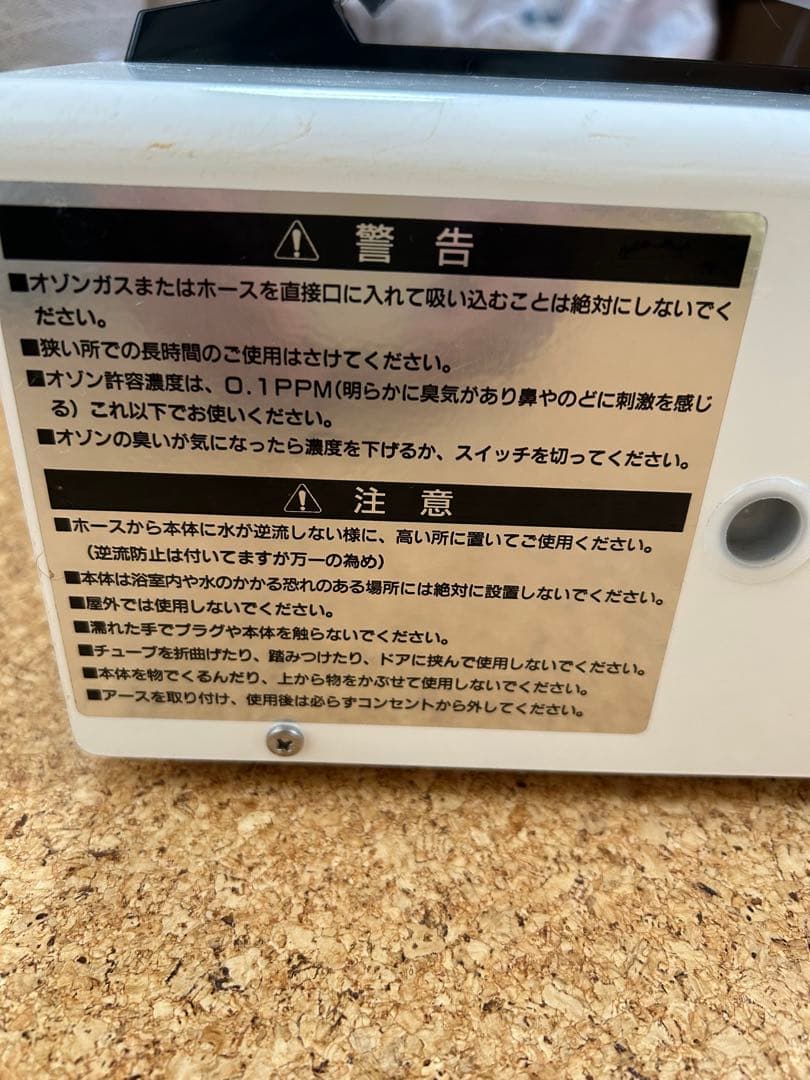 警告
■オゾンガスまたはホースを直接口に入れて吸い込むことは絶対にしないでく
ださい。
■狭い所での長時間のご使用はさけてください。
■オゾン許容濃度は、0.1PPM(明らかに臭気があり鼻やのどに刺激を感じ
る）これ以下でお使いください。
■オゾンの臭いが気になったら濃度を下げるか、スイッチを切ってください。
注意
■ホースから本体に水が逆流しない様に、高い所に置いてご使用ください。
(逆流防止は付いてますが万一の為め)
■本体は浴室内や水のかかる恐れのある場所には絶対に設置しないでください。
■屋外では使用しないでください。
■濡れた手でプラグや本体を触らないでください。
■チューブを折曲げたり、踏みつけたり、ドアに挟んで使用しないでください。
■本体を物でくるんだり、上から物をかぶせて使用しないでください。
■アースを取り付け、使用後は必らずコンセントから外してください。